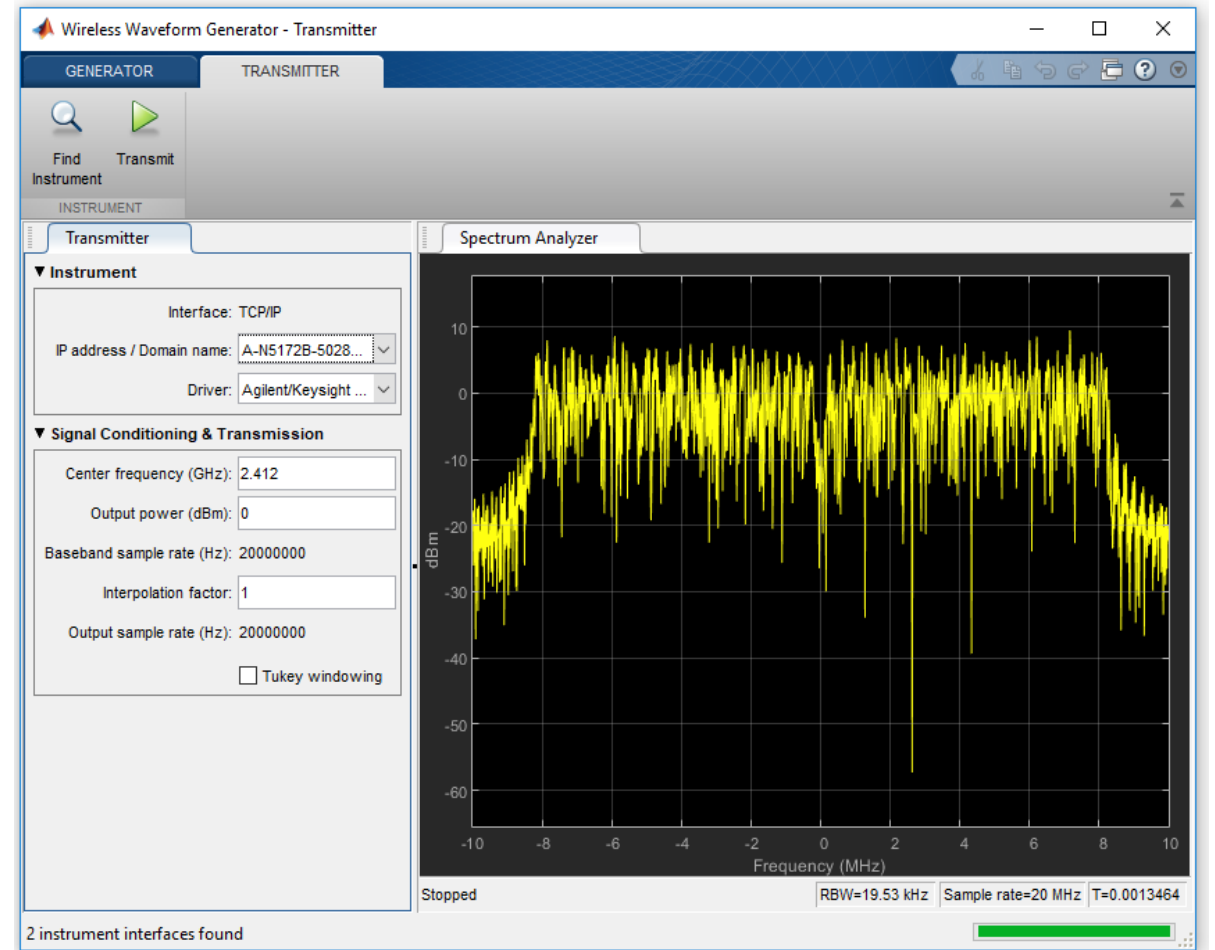 Wireless Waveform Generator - Transmitter
GENERATOR
TRANSMITTER
Find Instrument
Transmit
INSTRUMENT
Transmitter
Instrument
Interface: TCP/IP
IP address / Domain name: A-N5172B-5028...
Driver: Agilent/Keysight ...
Signal Conditioning & Transmission
Center frequency (GHz): 2.412
Output power (dBm): 0
Baseband sample rate (Hz): 20000000
Interpolation factor: 1
Output sample rate (Hz): 20000000
Tukey windowing
Spectrum Analyzer
10
0
-10
-20
-30
-40
-50
-60
dBm
-10 -8 -6 -4 -2 0 2 4 6 8 10
Frequency (MHz)
Stopped
RBW=19.53 kHz Sample rate=20 MHz T=0.0013464
2 instrument interfaces found